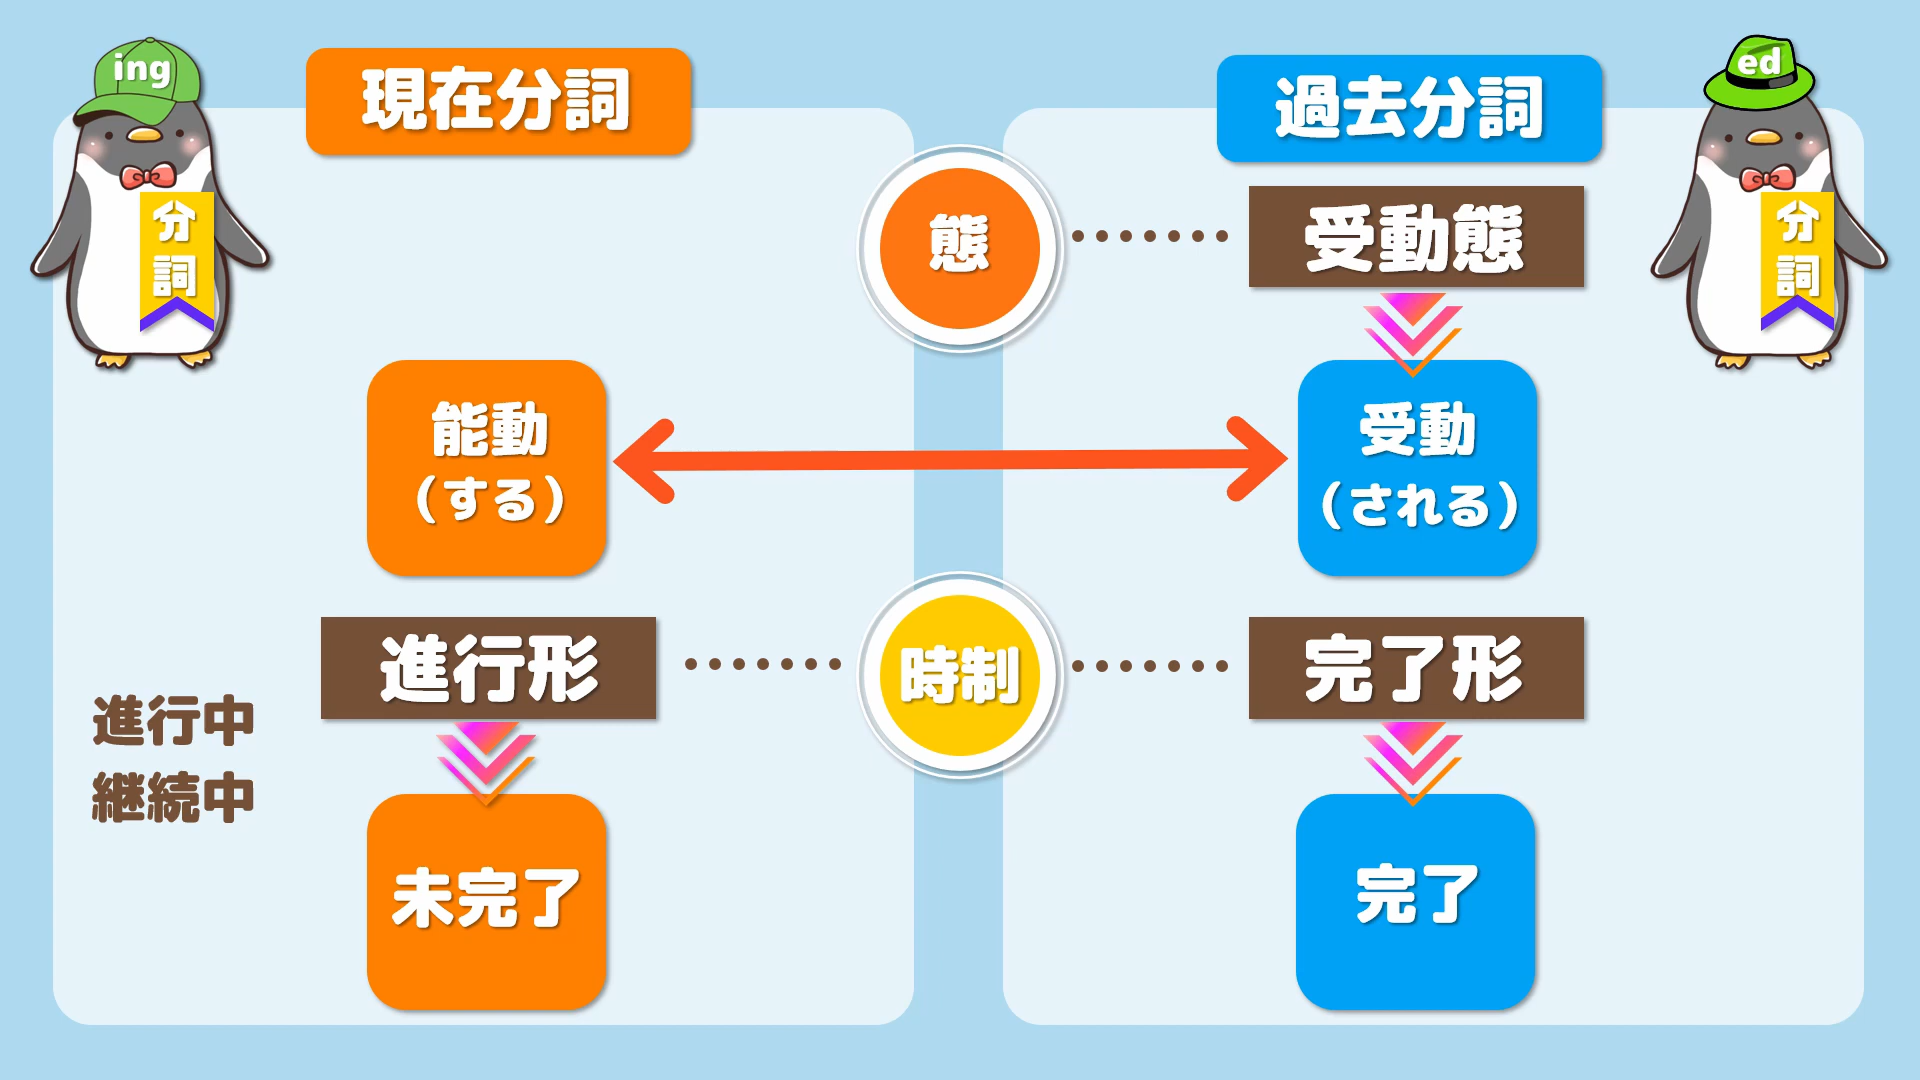 ing
現在分詞
過去分詞
ed
分
詞
分
詞
態
受動態
能動
(する)
受動
(される)
進行形
時制
完了形
進行中
継続中
未完了
完了